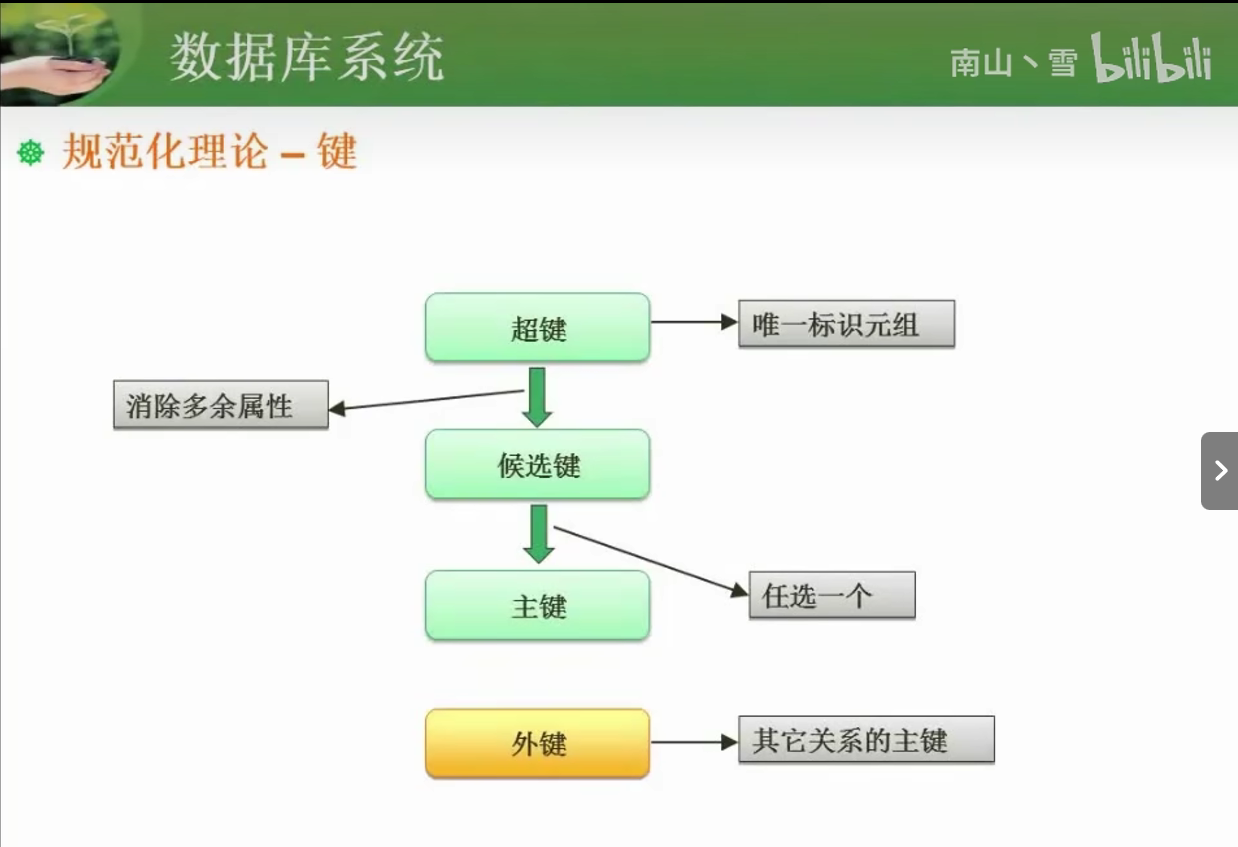 数据库系统
南山丶雪 bilibili
规范化理论 – 键
超键
唯一标识元组
消除多余属性
候选键
任选一个
主键
外键
其它关系的主键